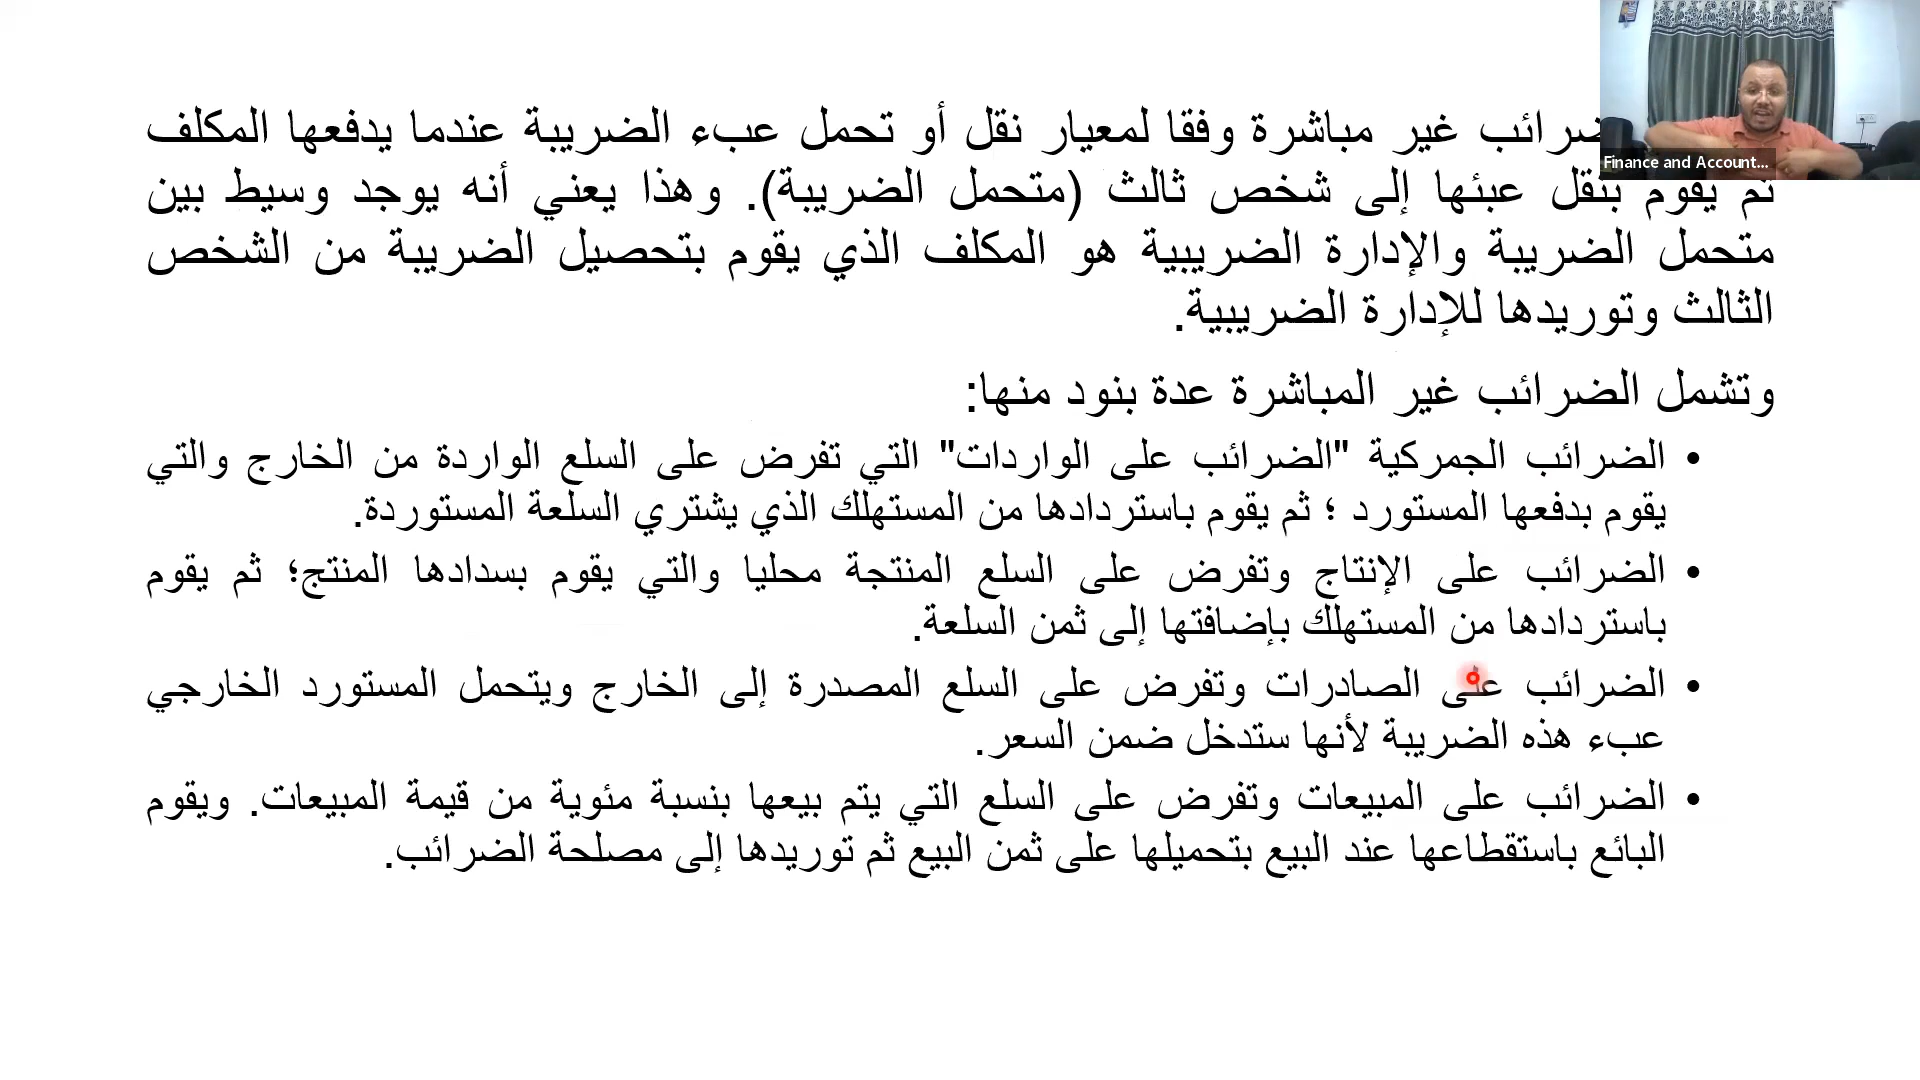 ضرائب غير مباشرة وفقا لمعيار نقل أو تحمل عبء الضريبة عندما يدفعها المكلف
ثم يقوم بنقل عبئها إلى شخص ثالث (متحمل الضريبة). وهذا يعني أنه يوجد وسيط بين
متحمل الضريبة والإدارة الضريبية هو المكلف الذي يقوم بتحصيل الضريبة من الشخص
الثالث وتوريدها للإدارة الضريبية.
وتشمل الضرائب غير المباشرة عدة بنود منها:
• الضرائب الجمركية "الضرائب على الواردات" التي تفرض على السلع الواردة من الخارج والتي
يقوم بدفعها المستورد ؛ ثم يقوم باستردادها من المستهلك الذي يشتري السلعة المستوردة.
• الضرائب على الإنتاج وتفرض على السلع المنتجة محليا والتي يقوم بسدادها المنتج؛ ثم يقوم
باستردادها من المستهلك بإضافتها إلى ثمن السلعة.
• الضرائب على الصادرات وتفرض على السلع المصدرة إلى الخارج ويتحمل المستورد الخارجي
عبء هذه الضريبة لأنها ستدخل ضمن السعر.
• الضرائب على المبيعات وتفرض على السلع التي يتم بيعها بنسبة مئوية من قيمة المبيعات. ويقوم
البائع باستقطاعها عند البيع بتحميلها على ثمن البيع ثم توريدها إلى مصلحة الضرائب.
Finance and Account...